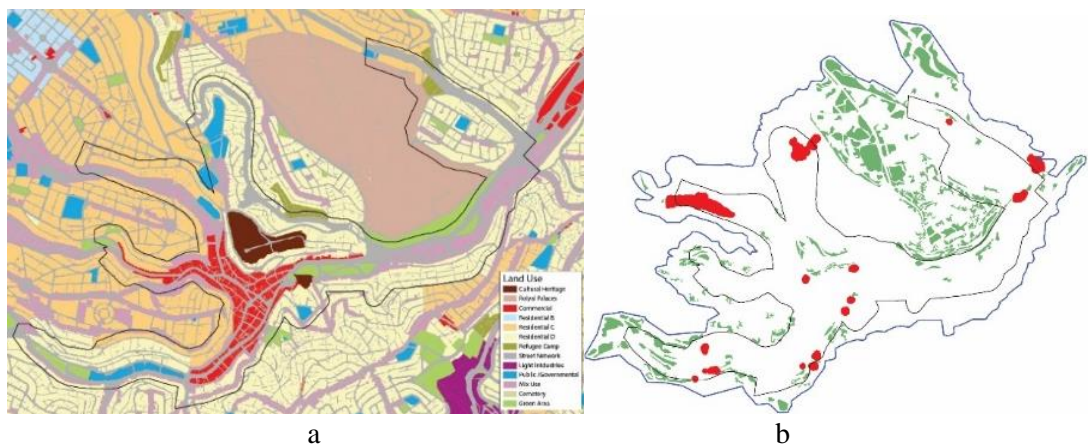 Land Use
Cultural Heritage
Royal Palaces
Commercial
Residential B
Residential C
Residential D
Refugee Camp
Street Network
Light Industries
Public /Governmental
Mix Use
Cemetery
Green Area
a
b